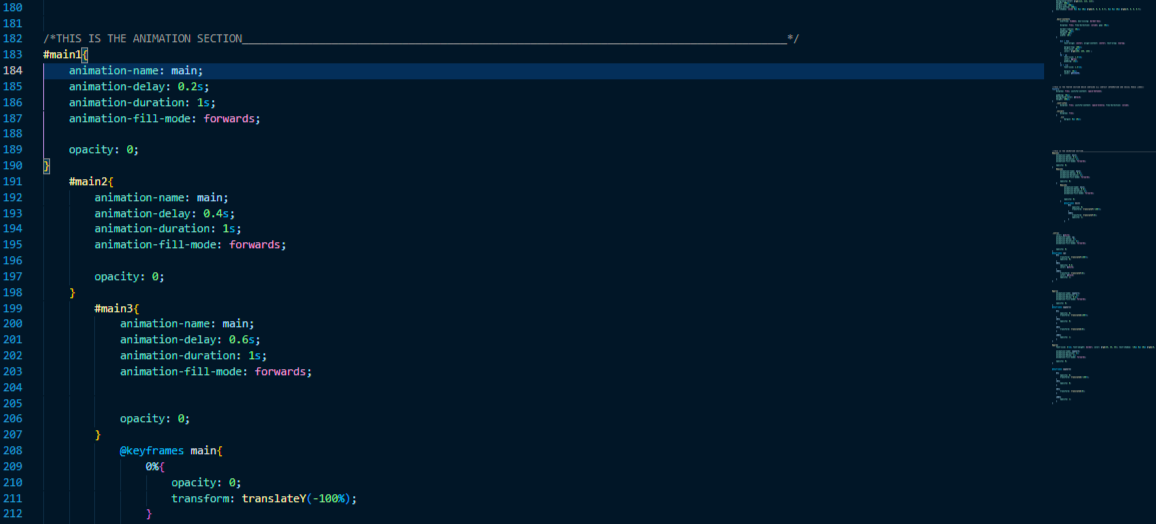 180
181
182 /*THIS IS THE ANIMATION SECTION___________________________________________________________________________________*/
183 #main1{
184 animation-name: main;
185 animation-delay: 0.2s;
186 animation-duration: 1s;
187 animation-fill-mode: forwards;
188
189 opacity: 0;
190 }
191 #main2{
192 animation-name: main;
193 animation-delay: 0.4s;
194 animation-duration: 1s;
195 animation-fill-mode: forwards;
196
197 opacity: 0;
198 }
199 #main3{
200 animation-name: main;
201 animation-delay: 0.6s;
202 animation-duration: 1s;
203 animation-fill-mode: forwards;
204
205
206 opacity: 0;
207 }
208 @keyframes main{
209 0%{
210 opacity: 0;
211 transform: translateY(-100%);
212 }